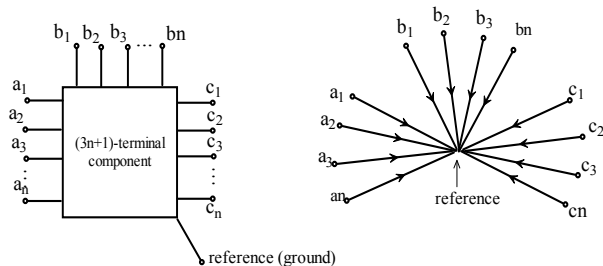 b1 b2 b3 ... bn
a1
a2
a3
⋮
an
(3n+1)-terminal
component
c1
c2
c3
⋮
cn
reference (ground)
b1 b2 b3 bn
a1
a2
a3
an
c1
c2
c3
cn
reference